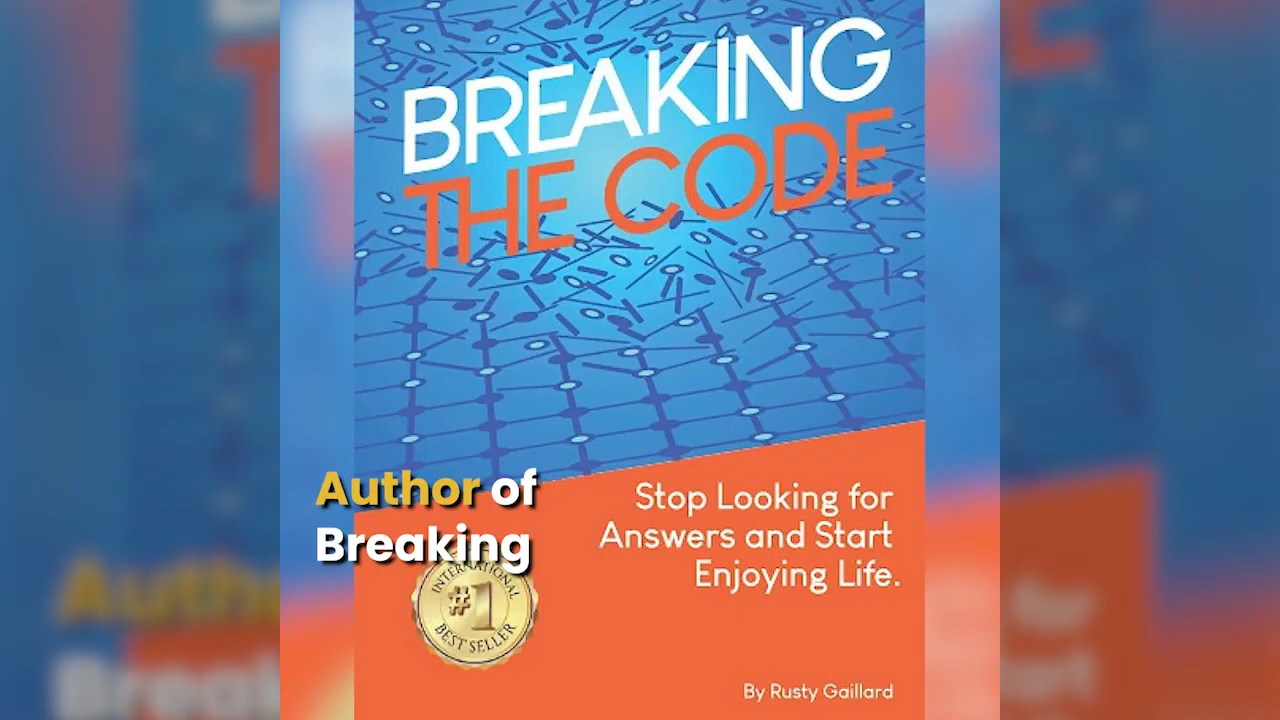 BREAKING
THE CODE
Author of
Breaking
Stop Looking for
Answers and Start
Enjoying Life.
INTERNATIONAL
#1
BEST SELLER
By Rusty Gaillard